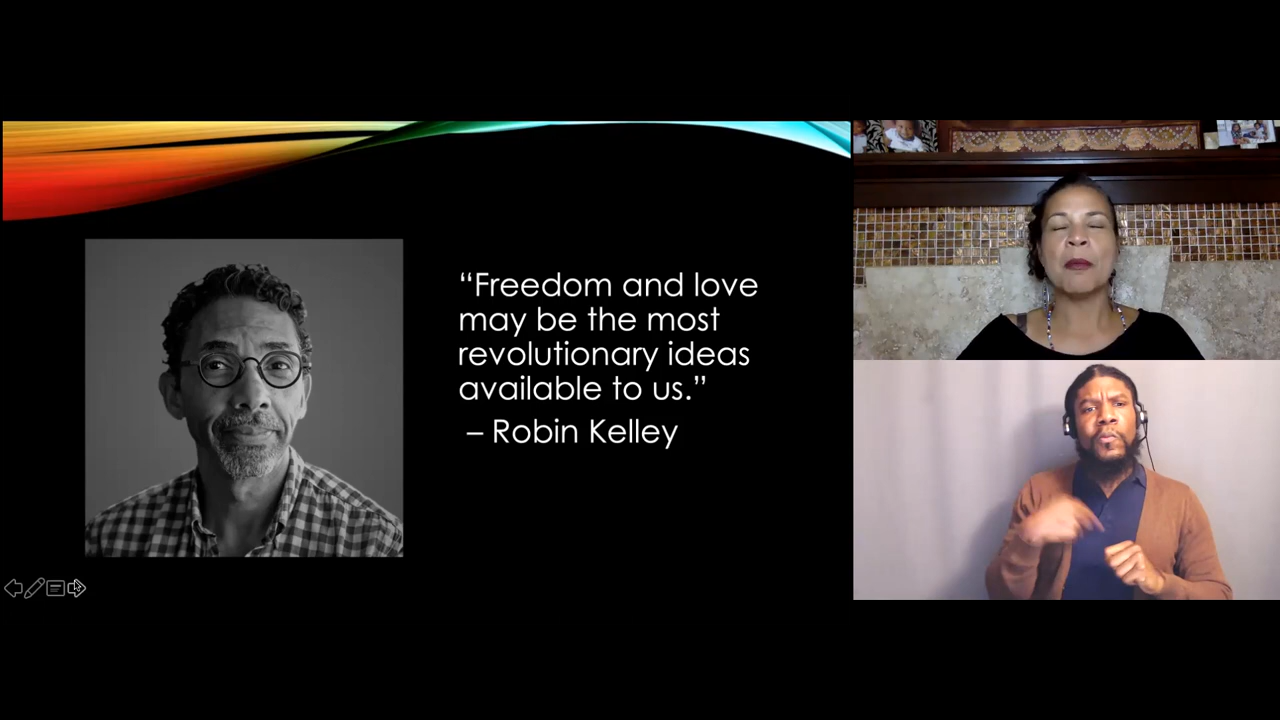 “Freedom and love
may be the most
revolutionary ideas
available to us.”
– Robin Kelley